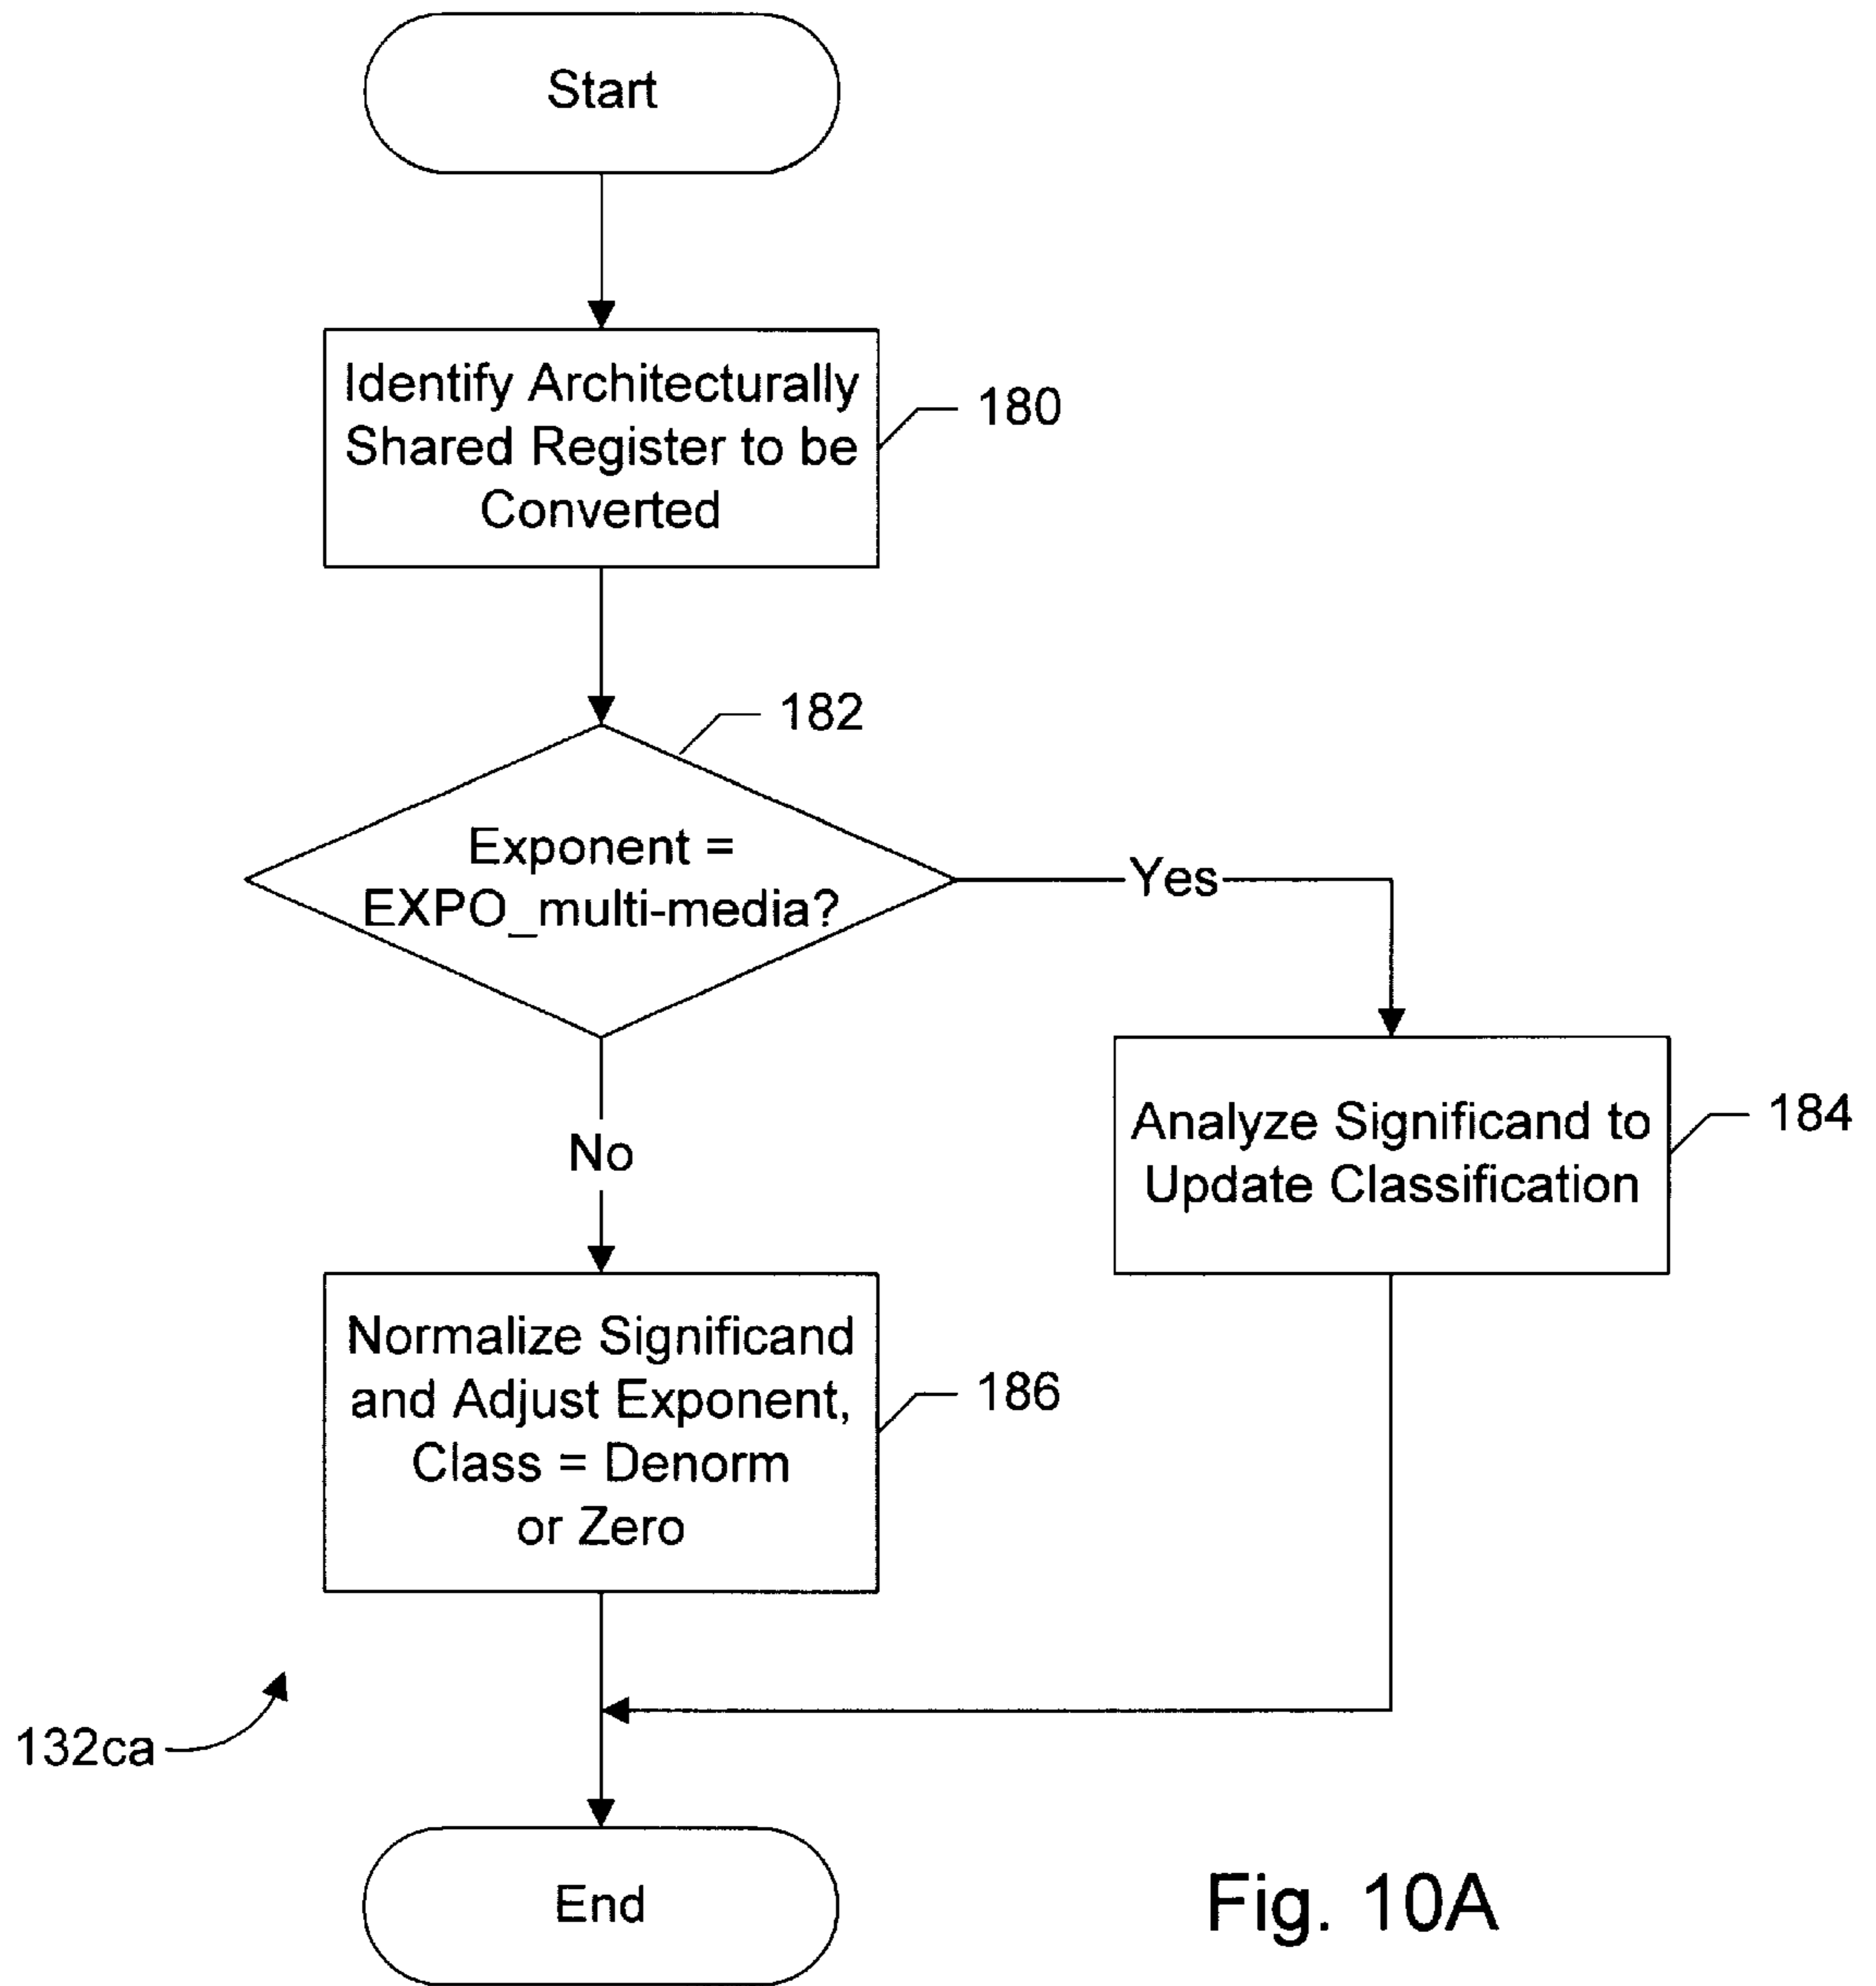 Start
Identify Architecturally
Shared Register to be
Converted
180
182
Exponent =
EXPO_multi-media?
Yes
No
Analyze Significand to
Update Classification
184
Normalize Significand
and Adjust Exponent,
Class = Denorm
or Zero
186
132ca
End
Fig. 10A